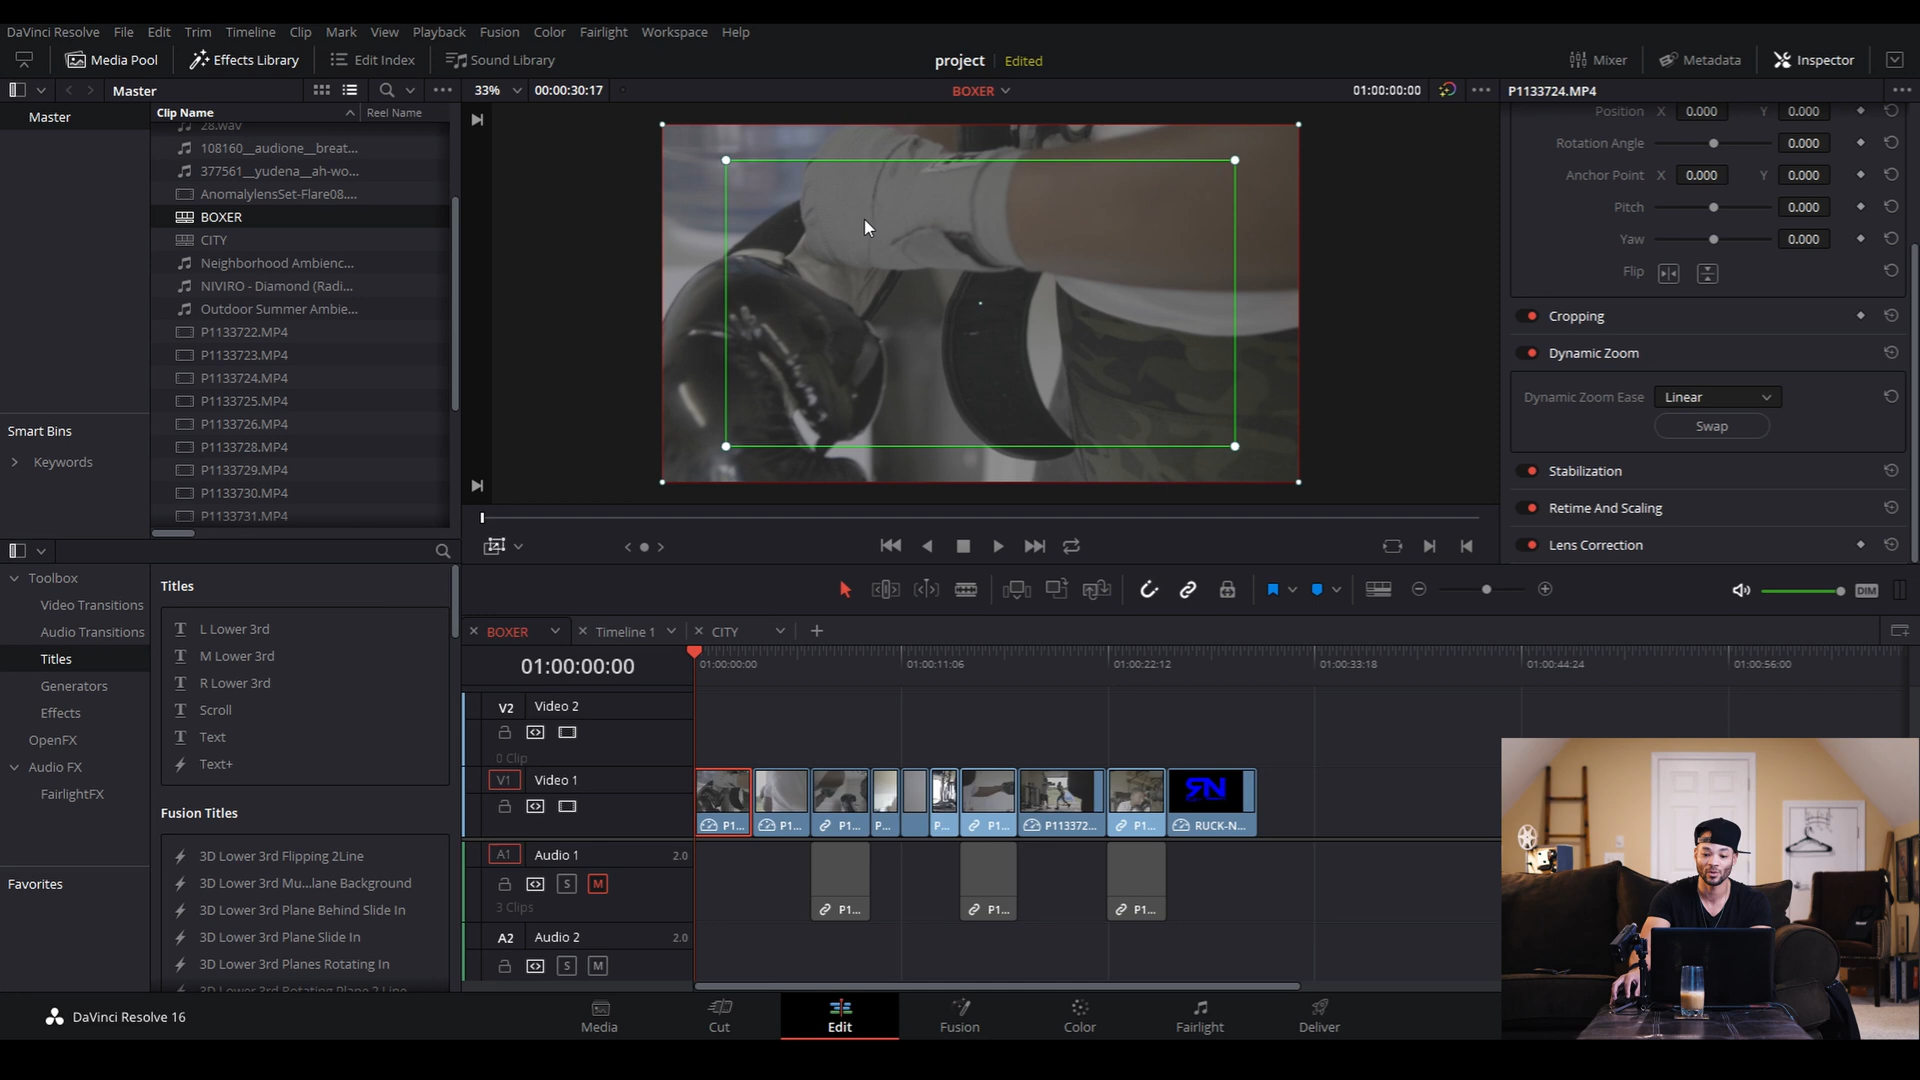 DaVinci Resolve File Edit Trim Timeline Clip Mark View Playback Fusion Color Fairlight Workspace Help
Media Pool Effects Library Edit Index Sound Library project Edited Mixer Metadata Inspector
Master 33% 00:00:30:17 BOXER 01:00:00:00 P1133724.MP4
Master
Clip Name Reel Name
28.wav
108160__audione__breat...
377561__yudena__ah-wo...
AnomalylensSet-Flare08....
BOXER
CITY
Neighborhood Ambienc...
NIVIRO - Diamond (Radi...
Outdoor Summer Ambie...
P1133722.MP4
P1133723.MP4
P1133724.MP4
P1133725.MP4
P1133726.MP4
P1133728.MP4
P1133729.MP4
P1133730.MP4
P1133731.MP4
Smart Bins
Keywords
Position X 0.000 Y 0.000
Rotation Angle 0.000
Anchor Point X 0.000 Y 0.000
Pitch 0.000
Yaw 0.000
Flip
Cropping
Dynamic Zoom
Dynamic Zoom Ease Linear
Swap
Stabilization
Retime And Scaling
Lens Correction
Toolbox
Video Transitions
Audio Transitions
Titles
Generators
Effects
OpenFX
Audio FX
FairlightFX
Favorites
Titles
L Lower 3rd
M Lower 3rd
R Lower 3rd
Scroll
Text
Text+
Fusion Titles
3D Lower 3rd Flipping 2Line
3D Lower 3rd Mu...lane Background
3D Lower 3rd Plane Behind Slide In
3D Lower 3rd Plane Slide In
3D Lower 3rd Planes Rotating In
3D Lower 3rd Rotating Plane 2 Line
DIM
BOXER Timeline 1 CITY
01:00:00:00 01:00:00:00 01:00:11:06 01:00:22:12 01:00:33:18 01:00:44:24 01:00:56:00
V2 Video 2
0 Clip
V1 Video 1
RN
P1... P1... P1... P... P... P1... P113372... P1... RUCK-N...
A1 Audio 1 2.0
S M
3 Clips
P1... P1... P1...
A2 Audio 2 2.0
S M
DaVinci Resolve 16
Media Cut Edit Fusion Color Fairlight Deliver